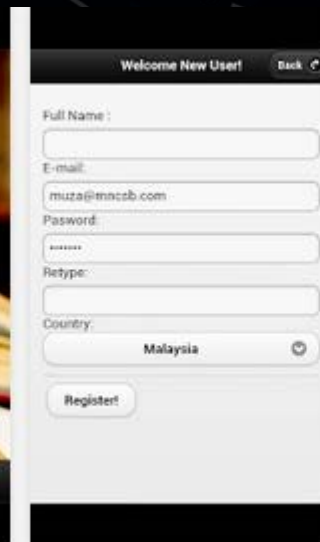 Welcome New User! Back
Full Name :
E-mail:
muza@mncsb.com
Pasword:
•••••••
Retype:
Country:
Malaysia
Register!